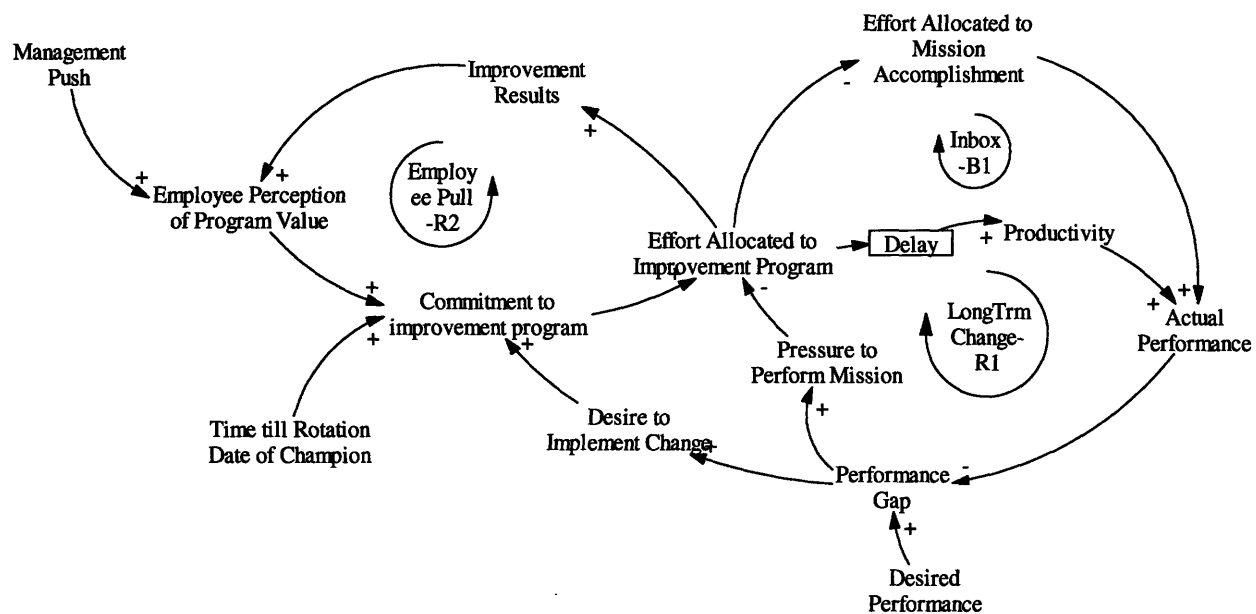 Management
Push
Improvement
Results
Effort Allocated to
Mission
Accomplishment
-
+
+
+
Employee Perception
of Program Value
Employ
ee Pull
-R2
Inbox
-B1
Effort Allocated to
Improvement Program
Delay
+
Productivity
+
-
+
+
+
Commitment to
improvement program
+
+
LongTrm
Change-
R1
Actual
Performance
Pressure to
Perform Mission
+
Time till Rotation
Date of Champion
Desire to
Implement Change
+
-
Performance
Gap
+
Desired
Performance